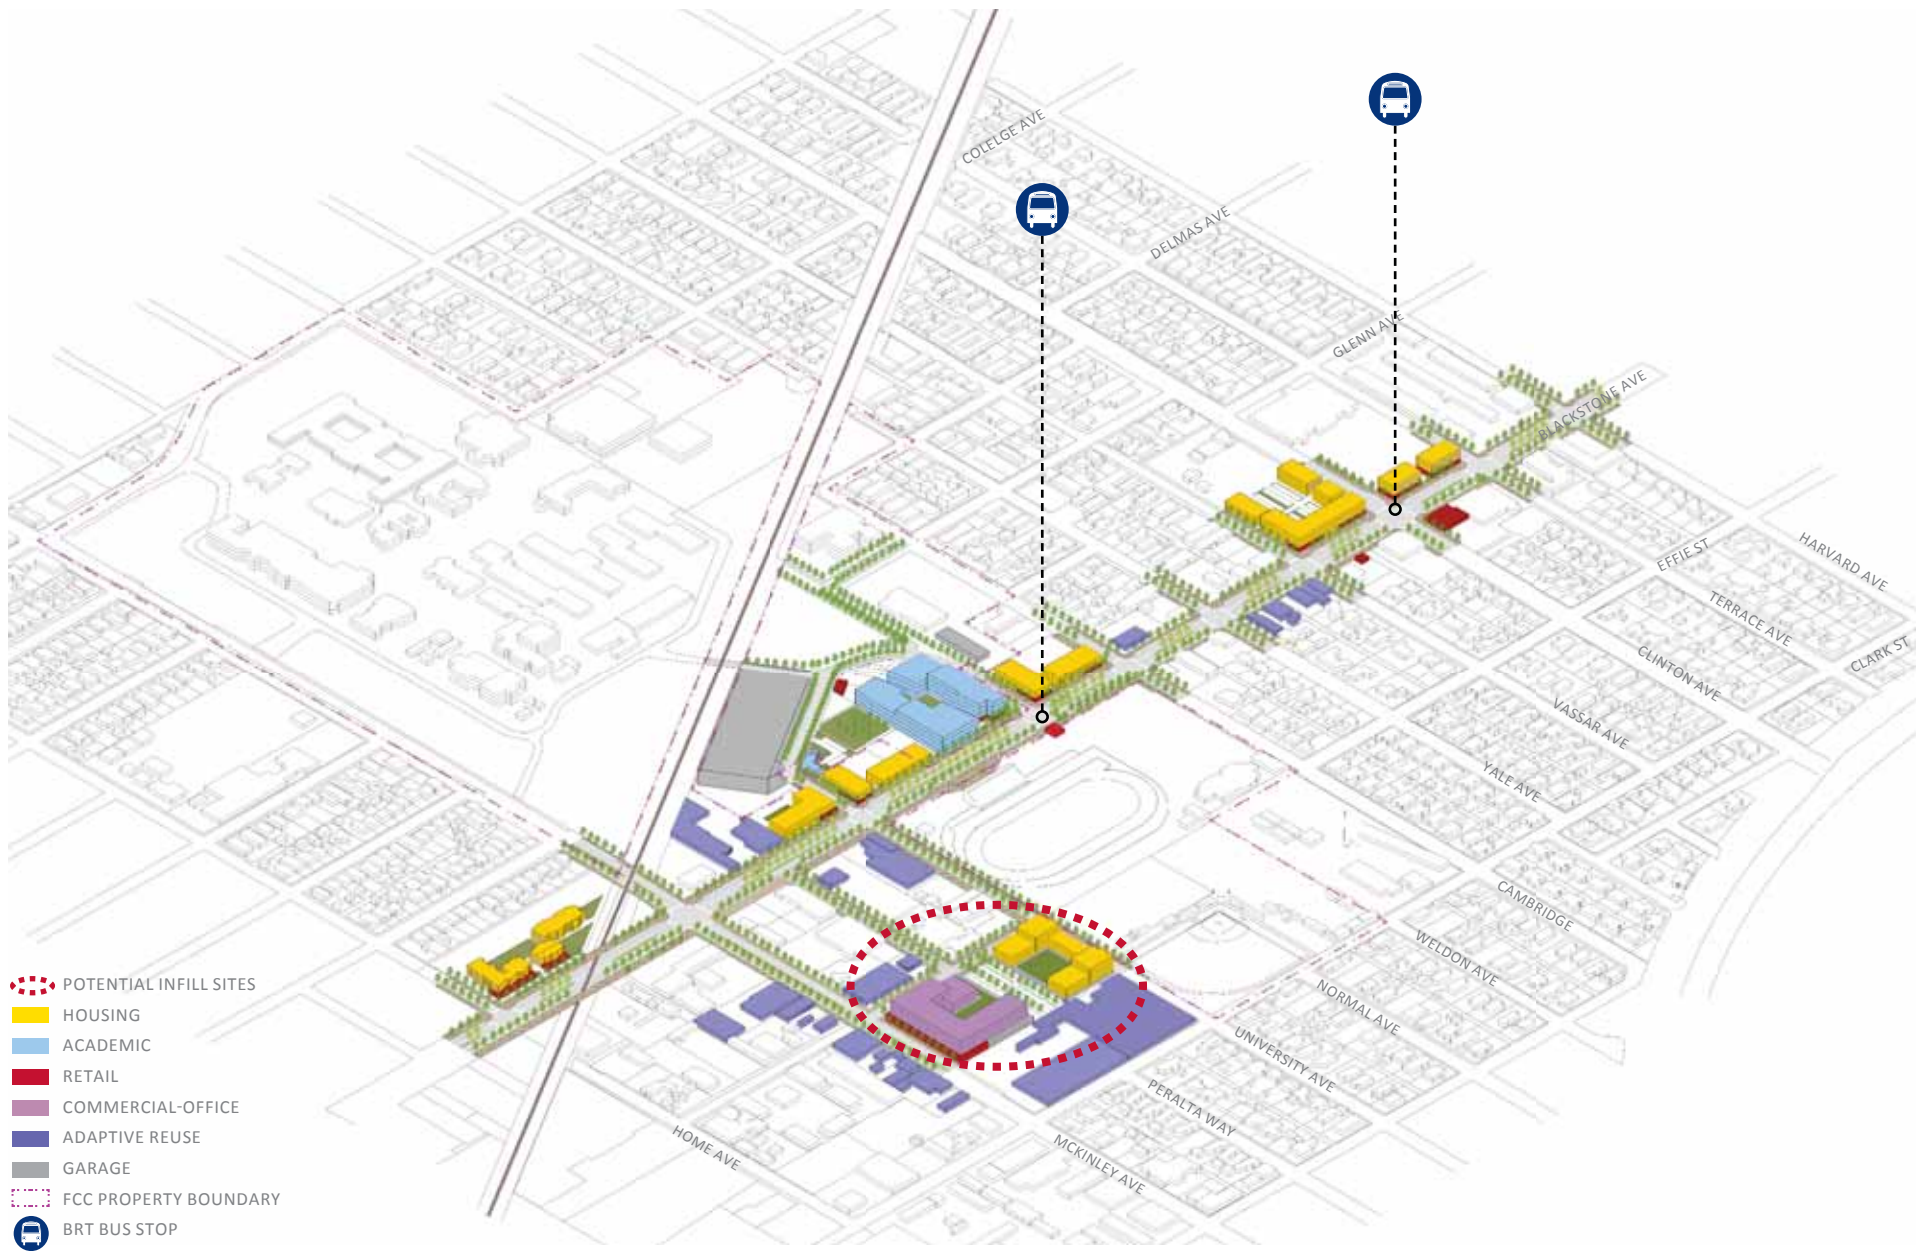 COLELGE AVE
DELMAS AVE
GLENN AVE
BLACKSTONE AVE
HARVARD AVE
EFFIE ST
TERRACE AVE
CLARK ST
CLINTON AVE
VASSAR AVE
YALE AVE
CAMBRIDGE
WELDON AVE
NORMAL AVE
UNIVERSITY AVE
PERALTA WAY
MCKINLEY AVE
HOME AVE
POTENTIAL INFILL SITES
HOUSING
ACADEMIC
RETAIL
COMMERCIAL-OFFICE
ADAPTIVE REUSE
GARAGE
FCC PROPERTY BOUNDARY
BRT BUS STOP